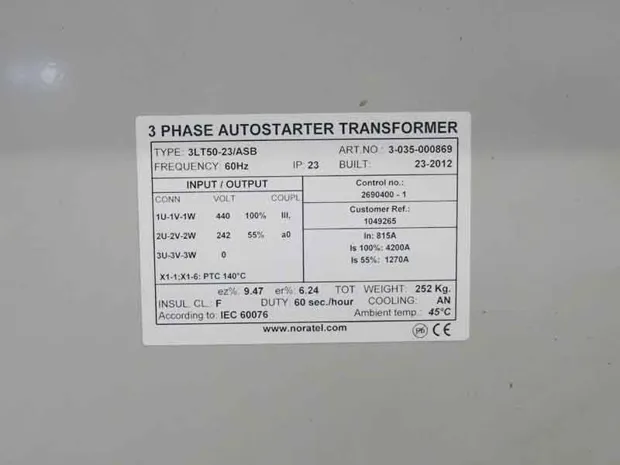 3 PHASE AUTOSTARTER TRANSFORMER
TYPE: 3LT50-23/ASB ART.NO: 3-035-000869
FREQUENCY: 60Hz IP: 23 BUILT: 23-2012
INPUT / OUTPUT
CONN VOLT COUPL
1U-1V-1W 440 100% III,
2U-2V-2W 242 55% a0
3U-3V-3W 0
X1-1;X1-6: PTC 140°C
Control no.:
2690400 - 1
Customer Ref.:
1049265
In: 815A
Is 100%: 4200A
Is 55%: 1270A
ez%: 9.47 er%: 6.24 TOT WEIGHT: 252 Kg.
INSUL. CL.: F DUTY: 60 sec./hour COOLING: AN
According to: IEC 60076 Ambient temp.: 45°C
www.noratel.com
CE